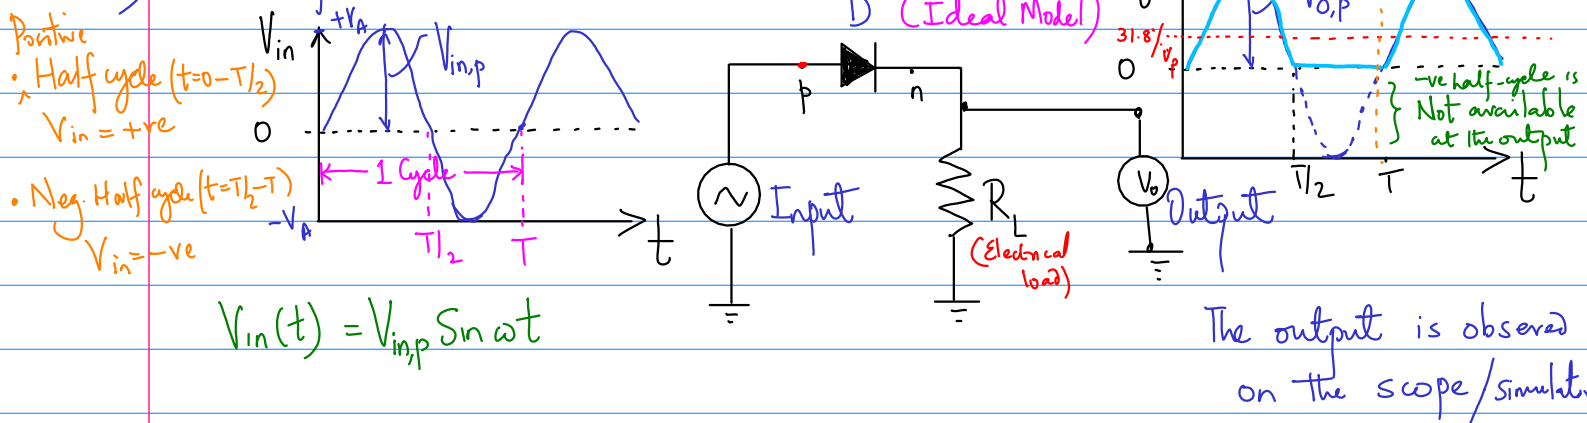 Positive
• Half cycle (t=0-T/2)
Vin = +ve
• Neg. Half cycle (t=T/2-T)
Vin = -ve
Vin
+VA
Vin,p
0
1 Cycle
-VA
T/2
T
t
Vin(t) = Vin,p Sin ωt
D (Ideal Model)
p
n
Input
RL
(Electrical
load)
Vo
Output
Vo,p
31.8% Vp
0
-ve half-cycle is
Not available
at the output
T/2
T
t
The output is obsered
on the scope/simulator